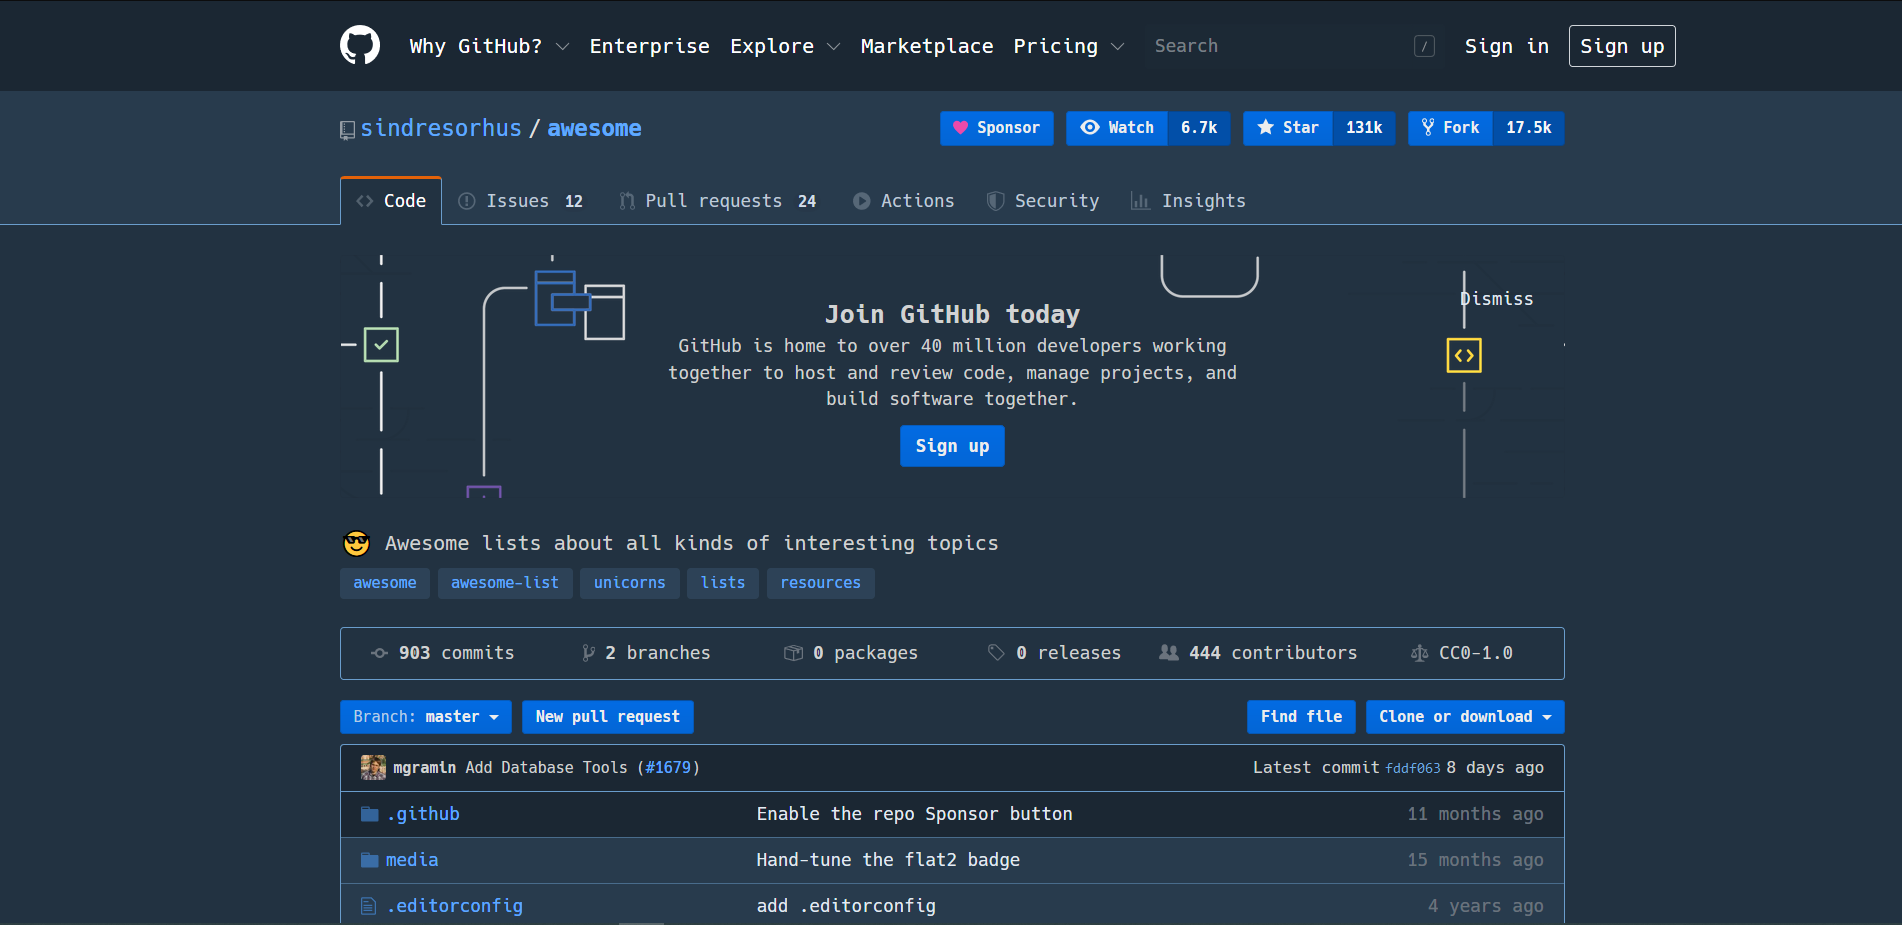 Why GitHub? Enterprise Explore Marketplace Pricing Search / Sign in Sign up
sindresorhus / awesome Sponsor Watch 6.7k Star 131k Fork 17.5k
Code Issues 12 Pull requests 24 Actions Security Insights
Dismiss
Join GitHub today
GitHub is home to over 40 million developers working
together to host and review code, manage projects, and
build software together.
Sign up
Awesome lists about all kinds of interesting topics
awesome awesome-list unicorns lists resources
903 commits 2 branches 0 packages 0 releases 444 contributors CC0-1.0
Branch: master New pull request Find file Clone or download
mgramin Add Database Tools (#1679) Latest commit fddf063 8 days ago
.github Enable the repo Sponsor button 11 months ago
media Hand-tune the flat2 badge 15 months ago
.editorconfig add .editorconfig 4 years ago